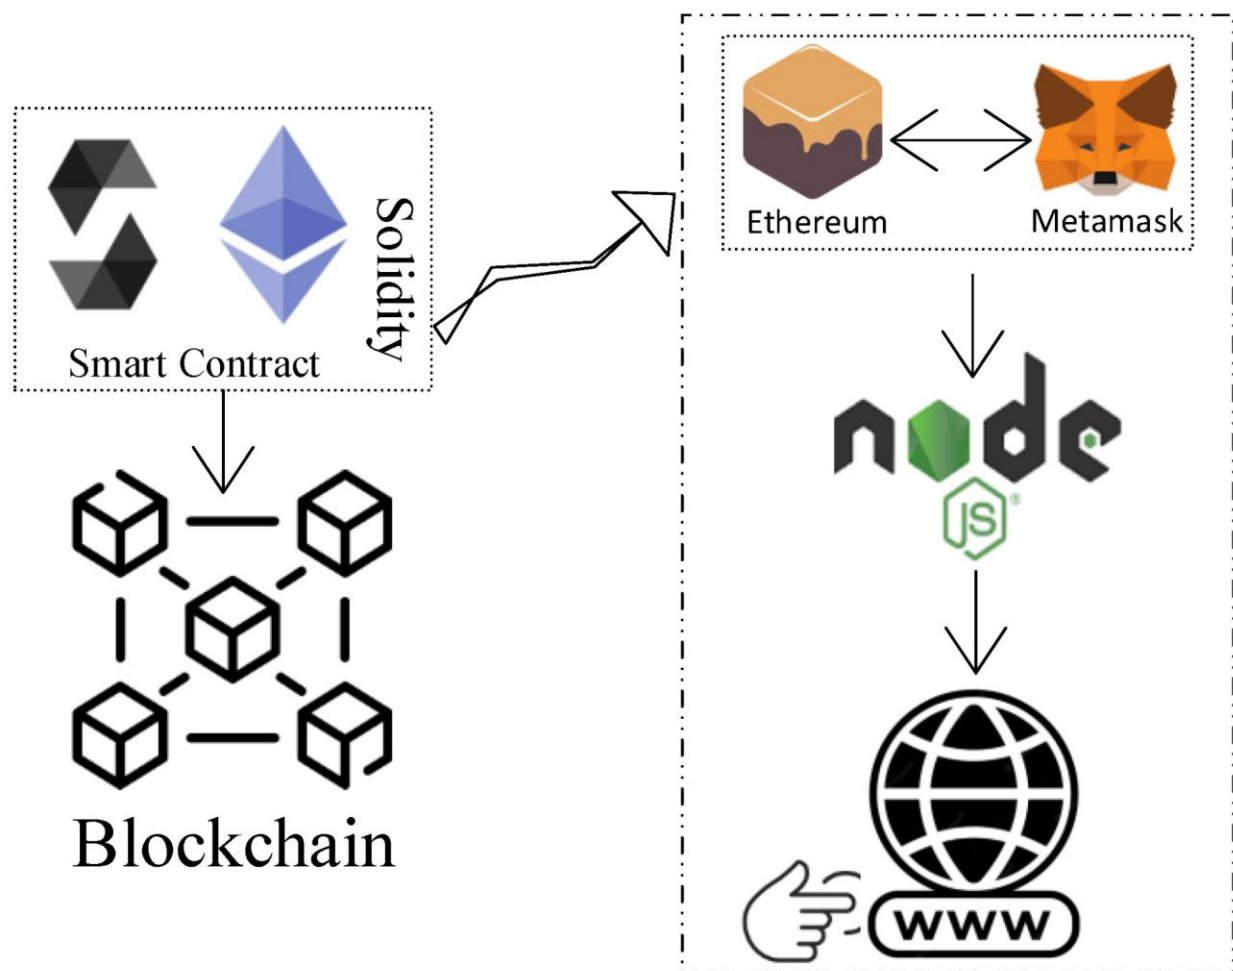 Smart Contract
Solidity
Blockchain
Ethereum
Metamask
node
JS®
WWW